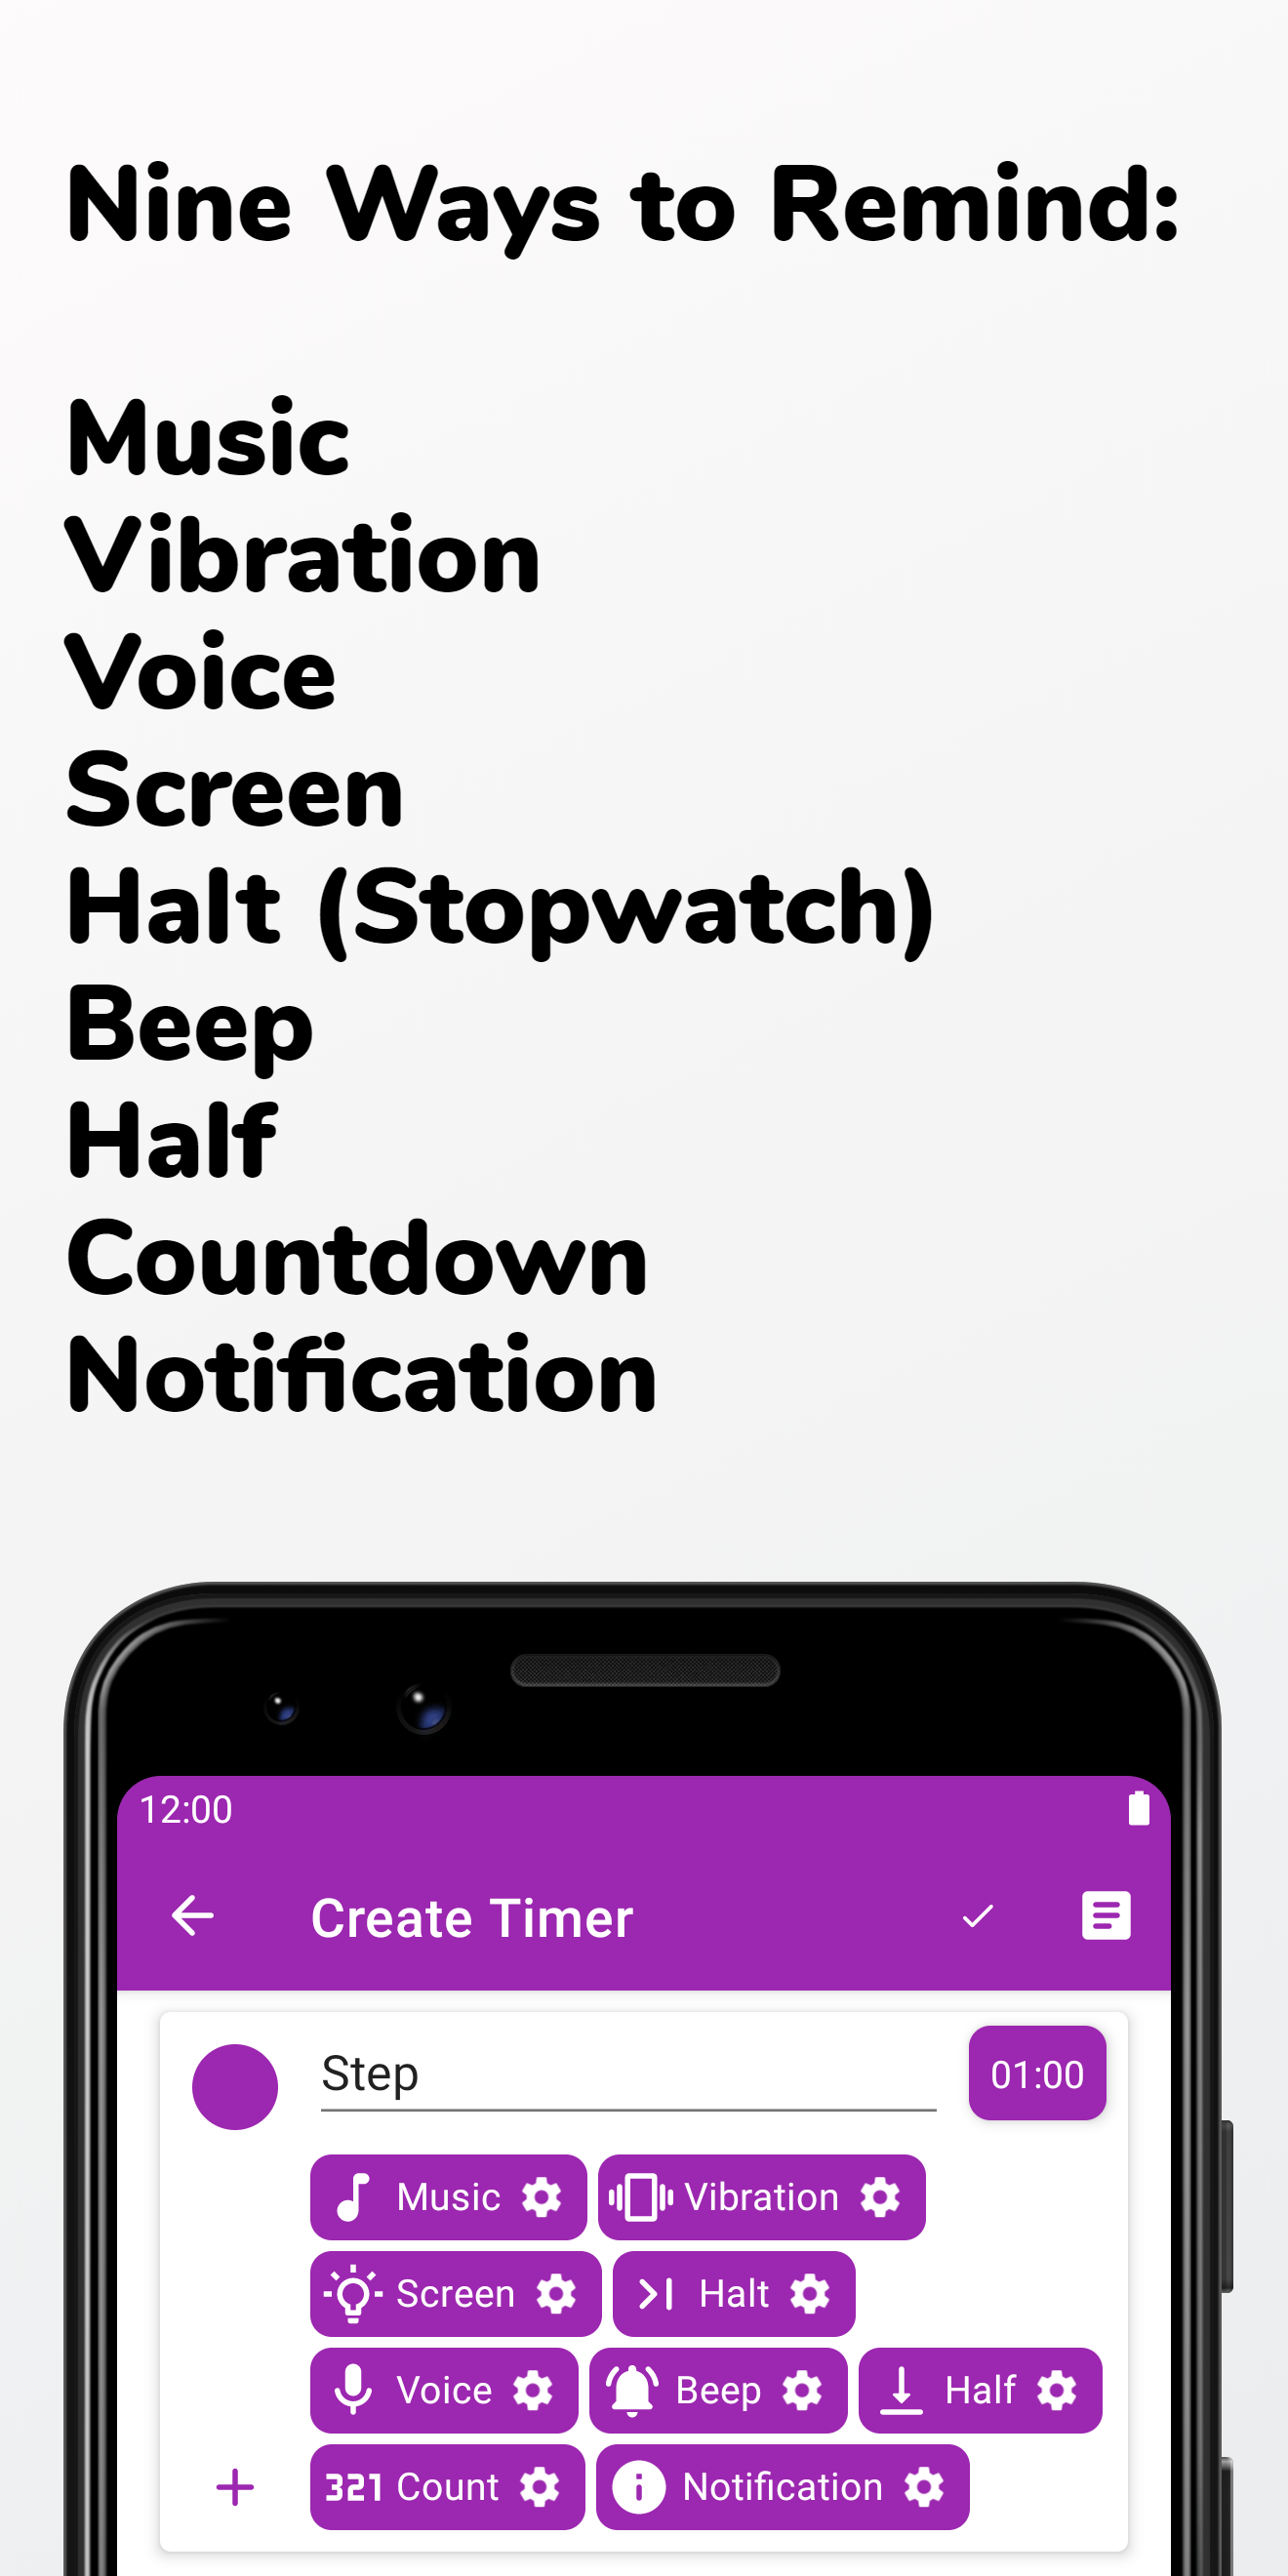 Nine Ways to Remind:
Music
Vibration
Voice
Screen
Halt (Stopwatch)
Beep
Half
Countdown
Notification
12:00
Create Timer
Step 01:00
Music Vibration
Screen Halt
Voice Beep Half
321 Count Notification